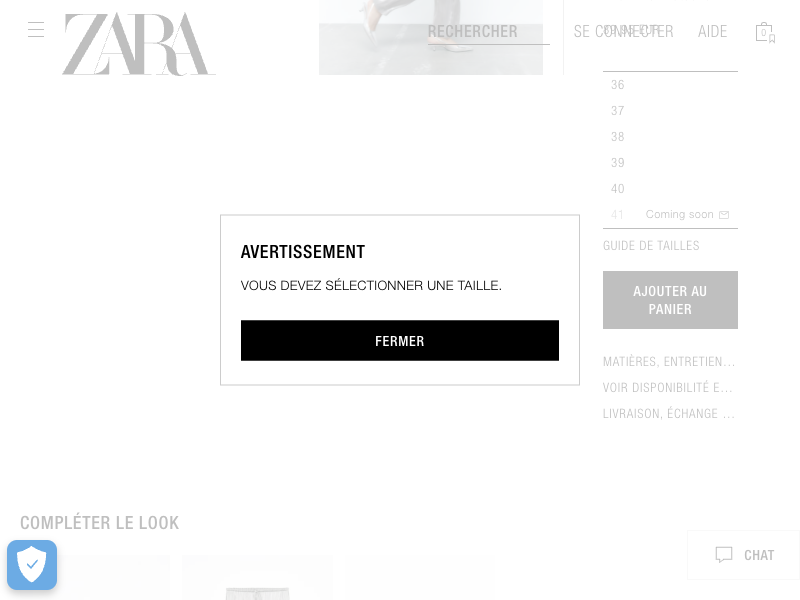 ZARA
RECHERCHER
SE CONNECTER
AIDE
0
36
37
38
39
40
41 Coming soon
GUIDE DE TAILLES
AJOUTER AU
PANIER
MATIÈRES, ENTRETIEN...
VOIR DISPONIBILITÉ E...
LIVRAISON, ÉCHANGE ...
AVERTISSEMENT
VOUS DEVEZ SÉLECTIONNER UNE TAILLE.
FERMER
COMPLÉTER LE LOOK
CHAT